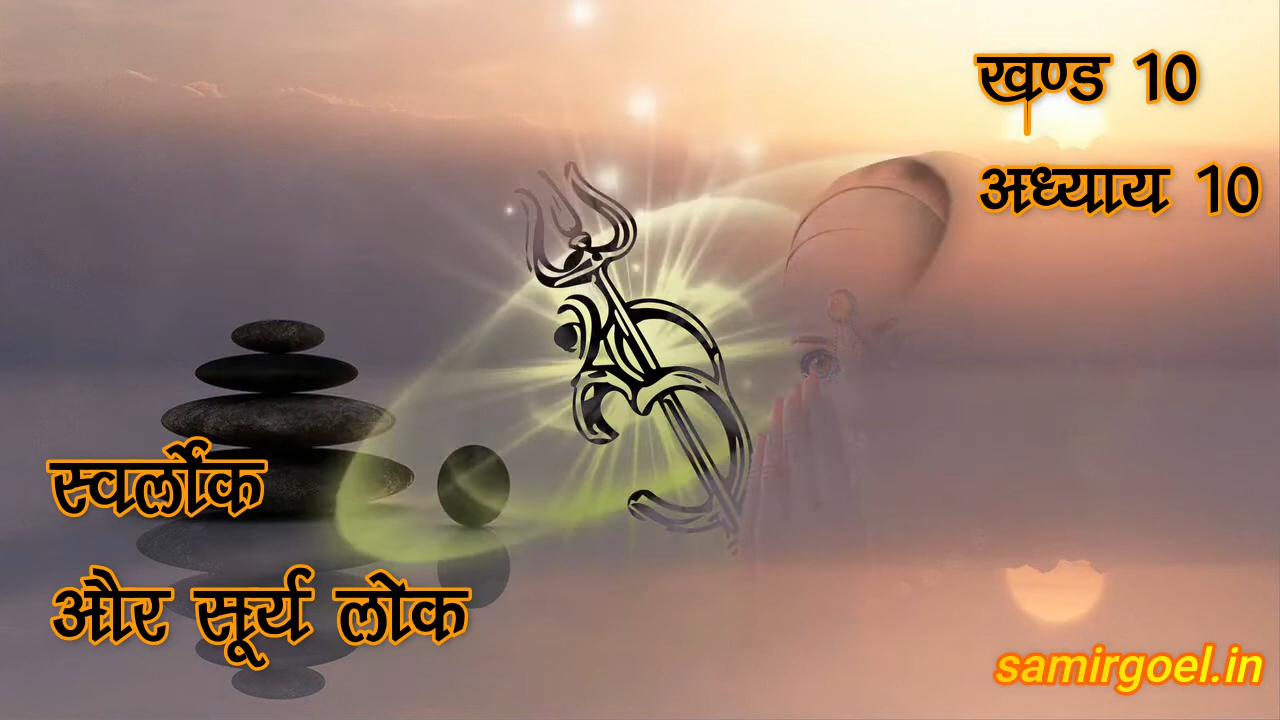 खण्ड 10
अध्याय 10
स्वर्लोक
और सूर्य लोक
samirgoel.in